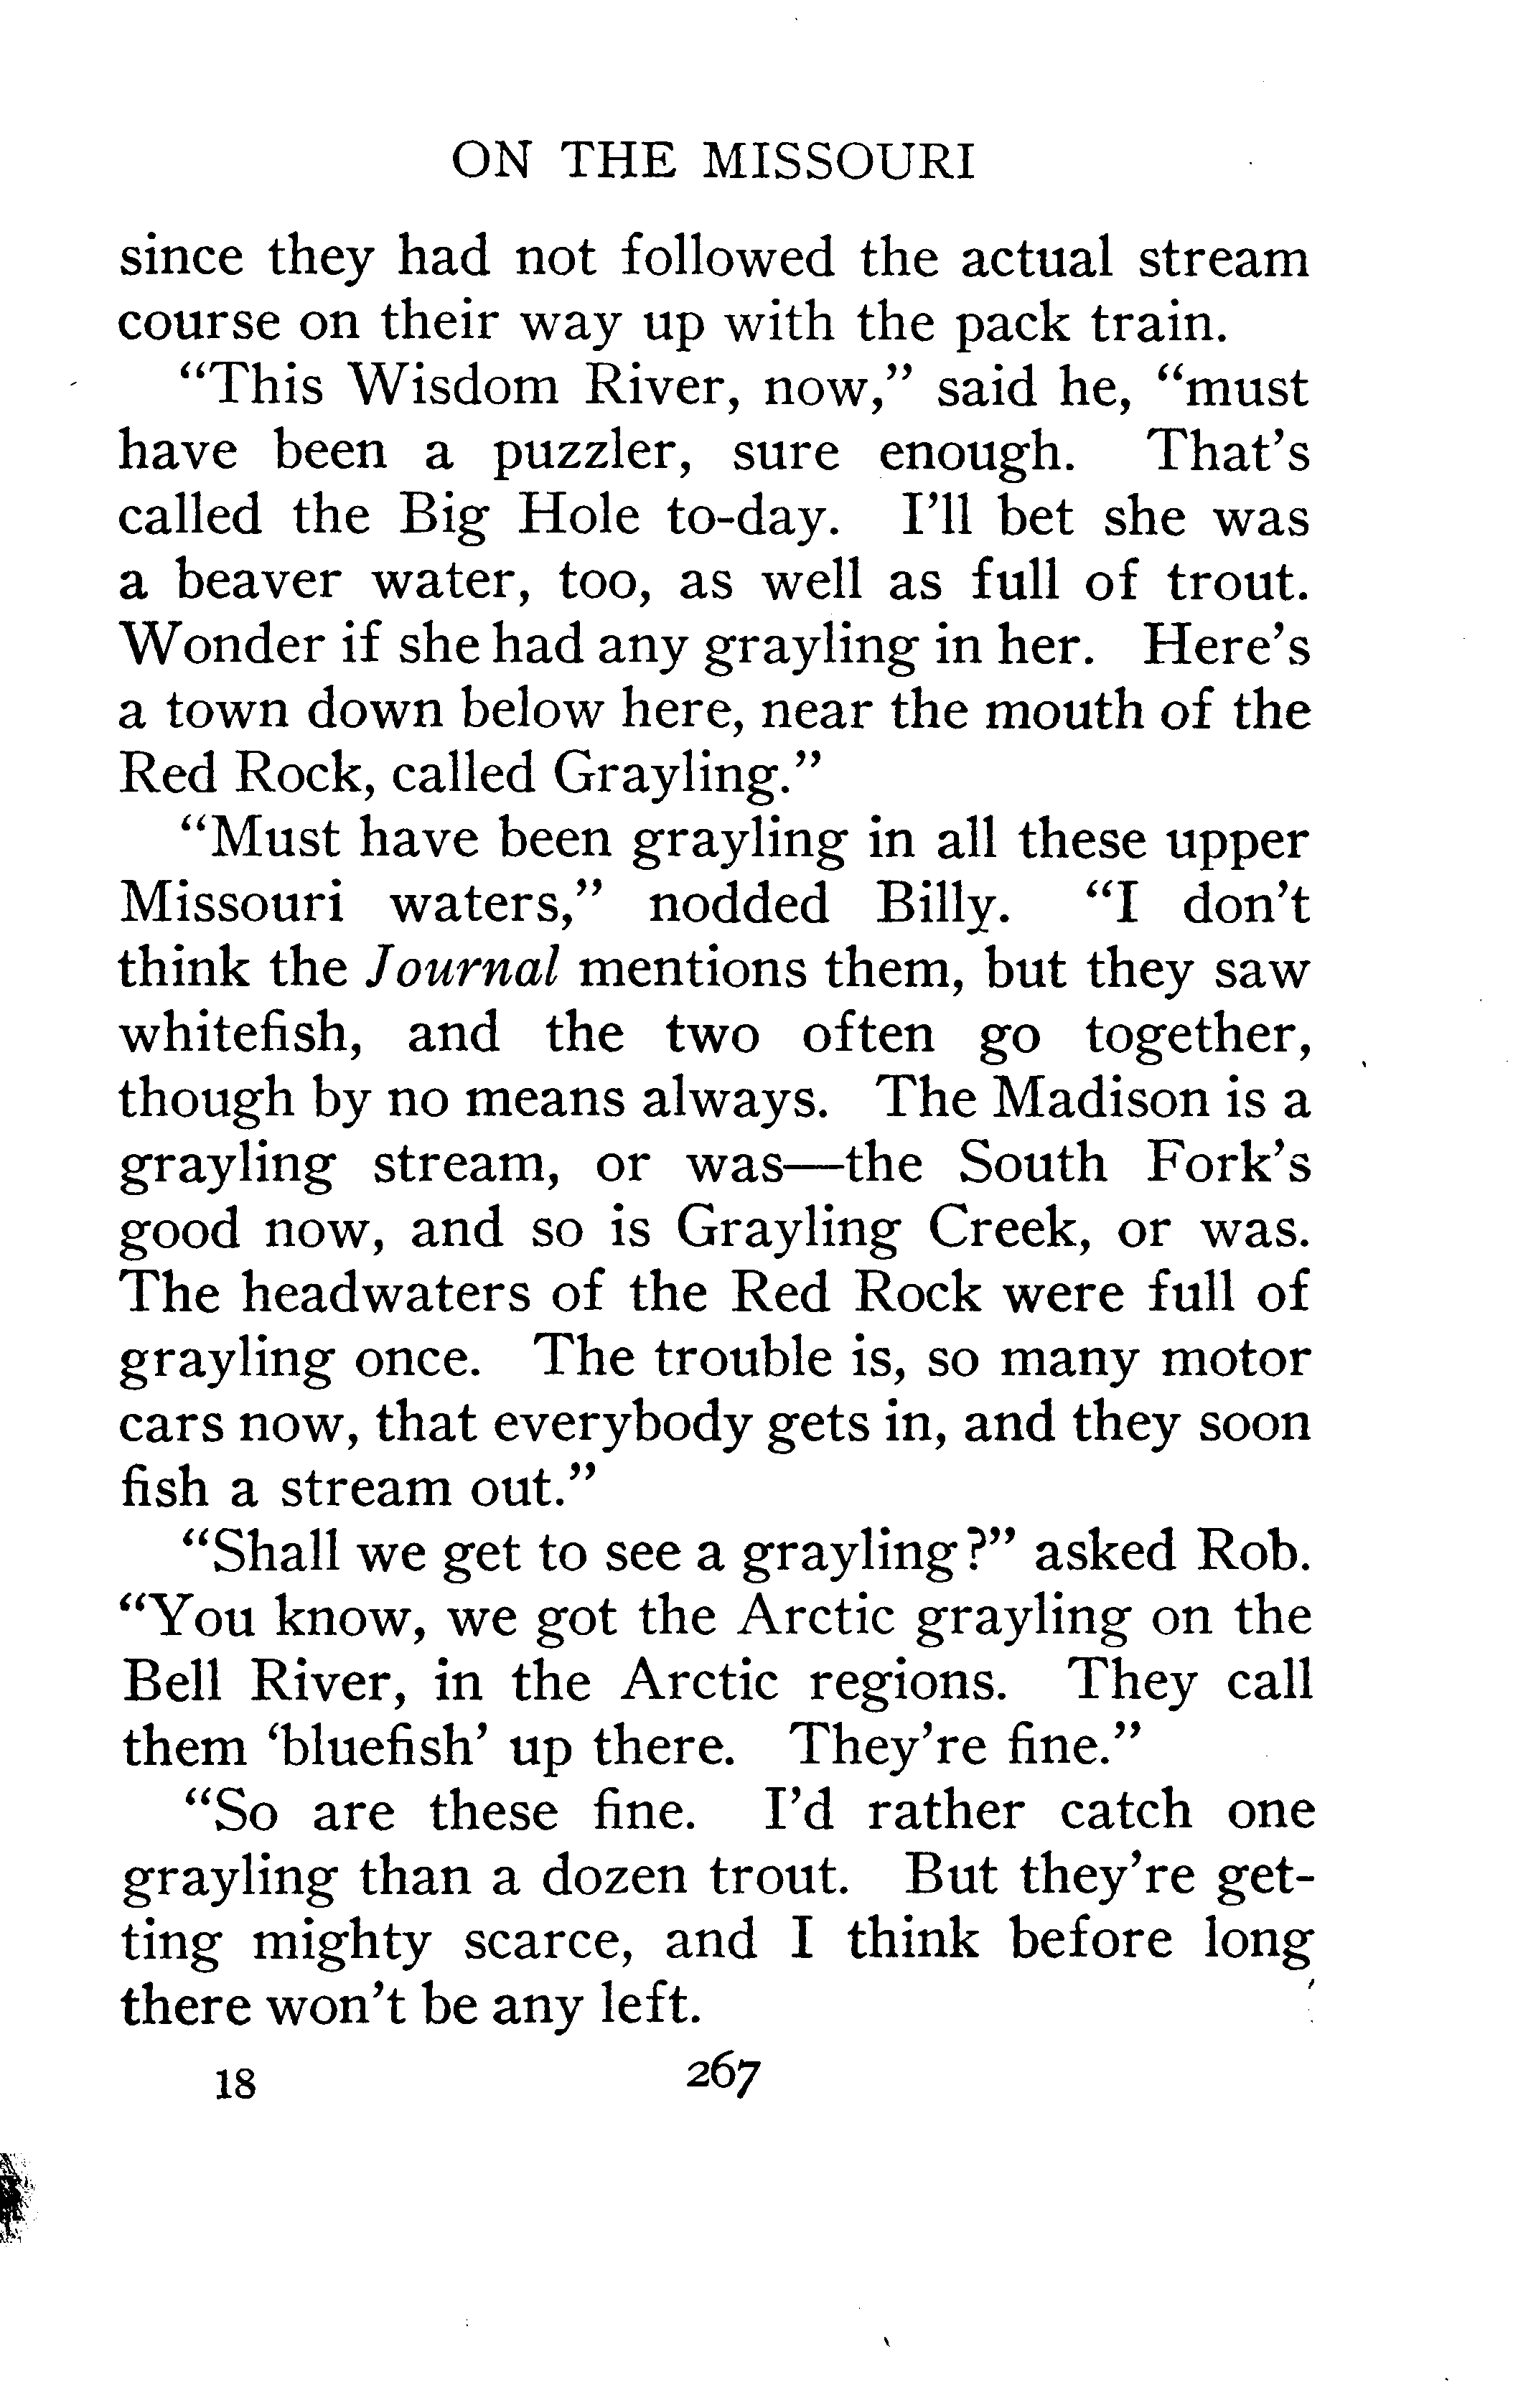 ON THE MISSOURI
since they had not followed the actual stream
course on their way up with the pack train.
“This Wisdom River, now,” said he, “must
have been a puzzler, sure enough. That’s
called the Big Hole to-day. I’ll bet she was
a beaver water, too, as well as full of trout.
Wonder if she had any grayling in her. Here’s
a town down below here, near the mouth of the
Red Rock, called Grayling.”
“Must have been grayling in all these upper
Missouri waters,” nodded Billy. “I don’t
think the Journal mentions them, but they saw
whitefish, and the two often go together,
though by no means always. The Madison is a
grayling stream, or was—the South Fork’s
good now, and so is Grayling Creek, or was.
The headwaters of the Red Rock were full of
grayling once. The trouble is, so many motor
cars now, that everybody gets in, and they soon
fish a stream out.”
“Shall we get to see a grayling?” asked Rob.
“You know, we got the Arctic grayling on the
Bell River, in the Arctic regions. They call
them ‘bluefish’ up there. They’re fine.”
“So are these fine. I’d rather catch one
grayling than a dozen trout. But they’re get-
ting mighty scarce, and I think before long
there won’t be any left.
18 267